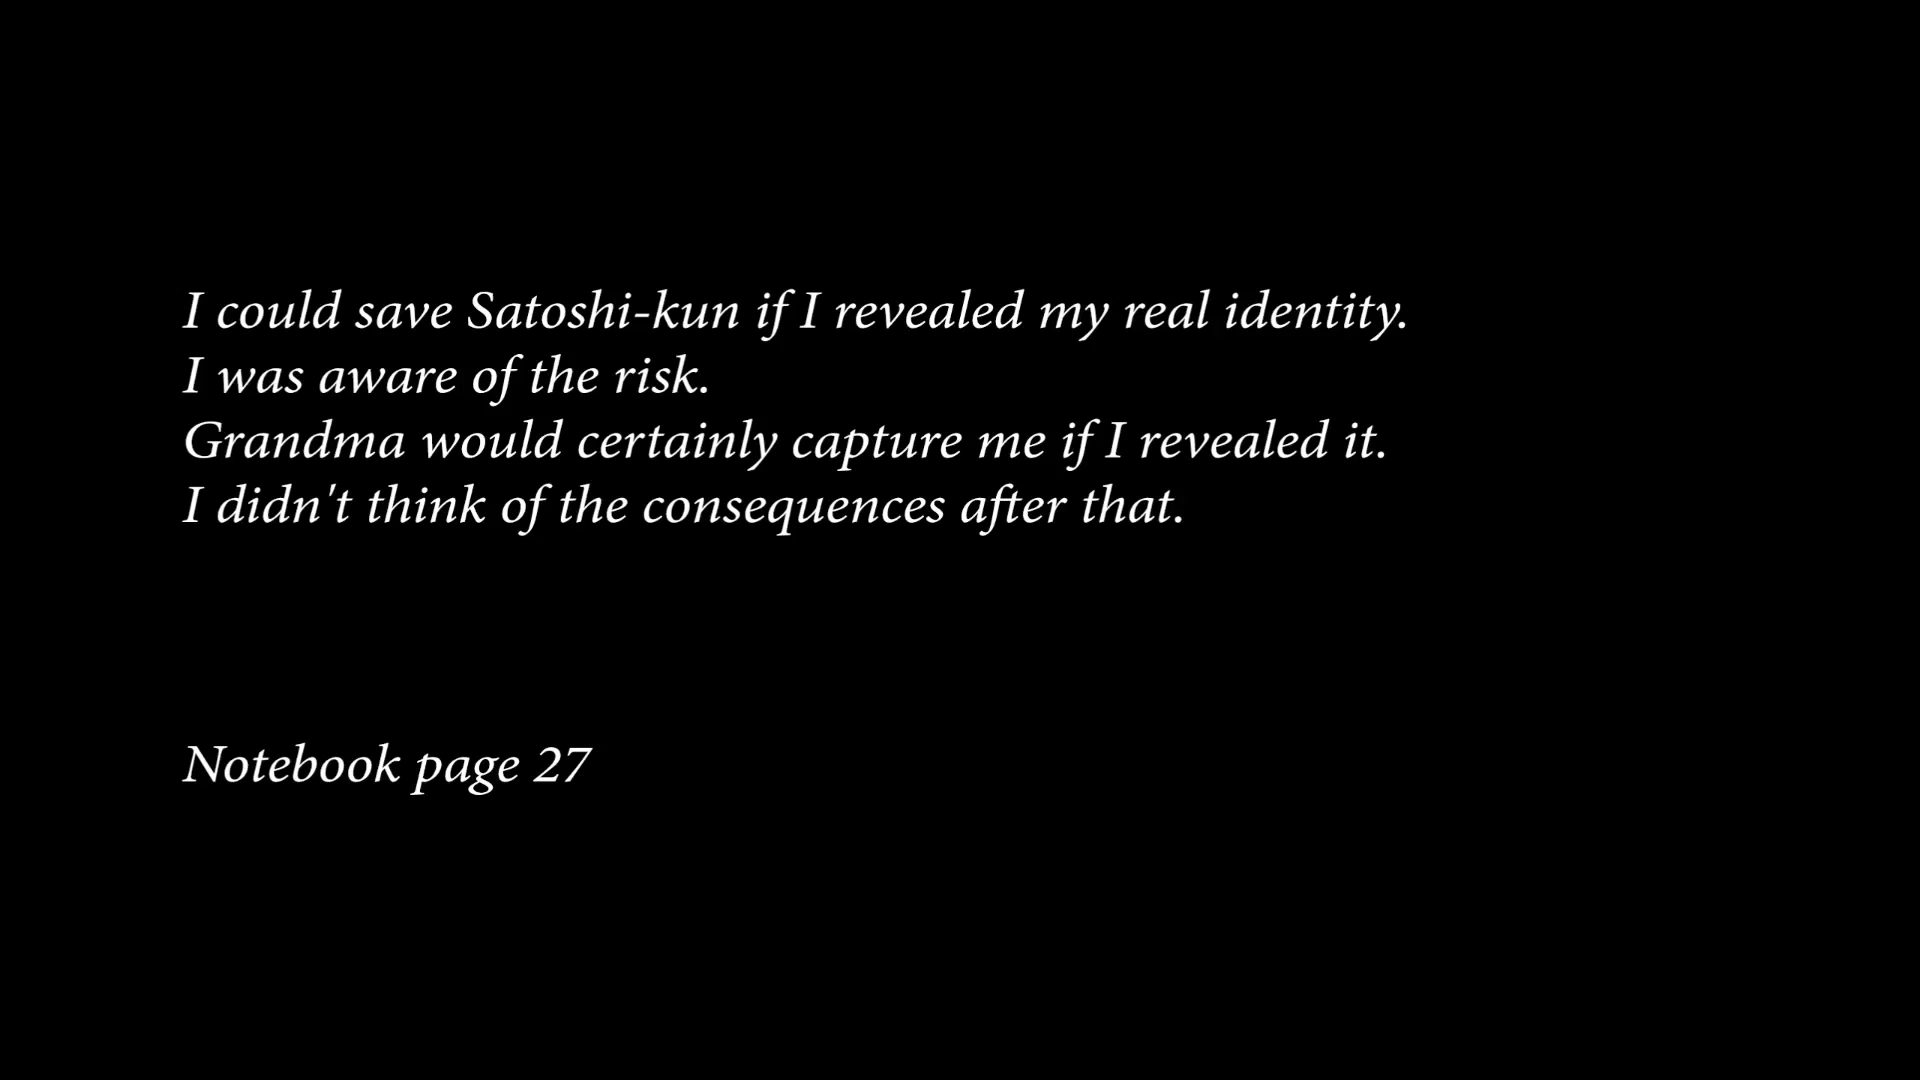 I could save Satoshi-kun if I revealed my real identity.
I was aware of the risk.
Grandma would certainly capture me if I revealed it.
I didn't think of the consequences after that.
Notebook page 27